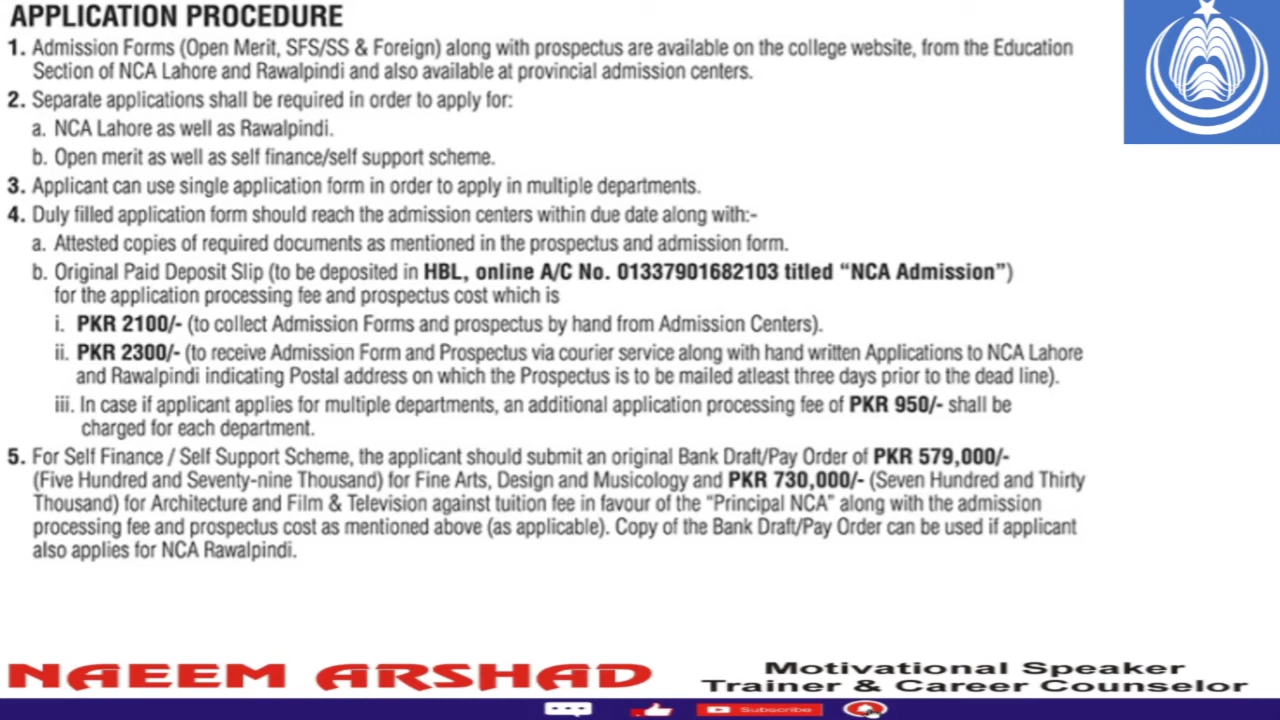 APPLICATION PROCEDURE
1. Admission Forms (Open Merit, SFS/SS & Foreign) along with prospectus are available on the college website, from the Education
Section of NCA Lahore and Rawalpindi and also available at provincial admission centers.
2. Separate applications shall be required in order to apply for:
a. NCA Lahore as well as Rawalpindi.
b. Open merit as well as self finance/self support scheme.
3. Applicant can use single application form in order to apply in multiple departments.
4. Duly filled application form should reach the admission centers within due date along with:-
a. Attested copies of required documents as mentioned in the prospectus and admission form.
b. Original Paid Deposit Slip (to be deposited in HBL, online A/C No. 01337901682103 titled “NCA Admission”)
for the application processing fee and prospectus cost which is
i. PKR 2100/- (to collect Admission Forms and prospectus by hand from Admission Centers).
ii. PKR 2300/- (to receive Admission Form and Prospectus via courier service along with hand written Applications to NCA Lahore
and Rawalpindi indicating Postal address on which the Prospectus is to be mailed atleast three days prior to the dead line).
iii. In case if applicant applies for multiple departments, an additional application processing fee of PKR 950/- shall be
charged for each department.
5. For Self Finance / Self Support Scheme, the applicant should submit an original Bank Draft/Pay Order of PKR 579,000/-
(Five Hundred and Seventy-nine Thousand) for Fine Arts, Design and Musicology and PKR 730,000/- (Seven Hundred and Thirty
Thousand) for Architecture and Film & Television against tuition fee in favour of the “Principal NCA” along with the admission
processing fee and prospectus cost as mentioned above (as applicable). Copy of the Bank Draft/Pay Order can be used if applicant
also applies for NCA Rawalpindi.
NAEEM ARSHAD
Motivational Speaker
Trainer & Career Counselor
Subscribe